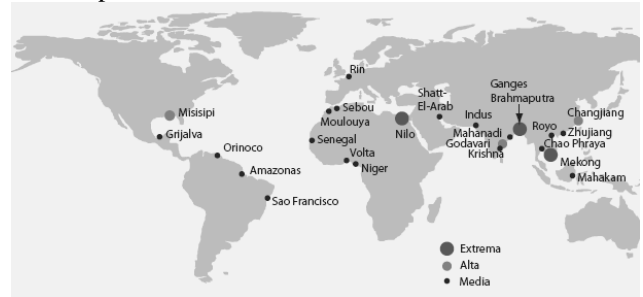 Rin
Ganges
Brahmaputra
Shatt-
El-Arab
Sebou
Moulouya
Misisipi
Indus
Changjiang
Grijalva
Nilo
Mahanadi
Royo
Zhujiang
Senegal
Godavari
Chao Phraya
Orinoco
Volta
Krishna
Mekong
Niger
Amazonas
Mahakam
Sao Francisco
Extrema
Alta
Media